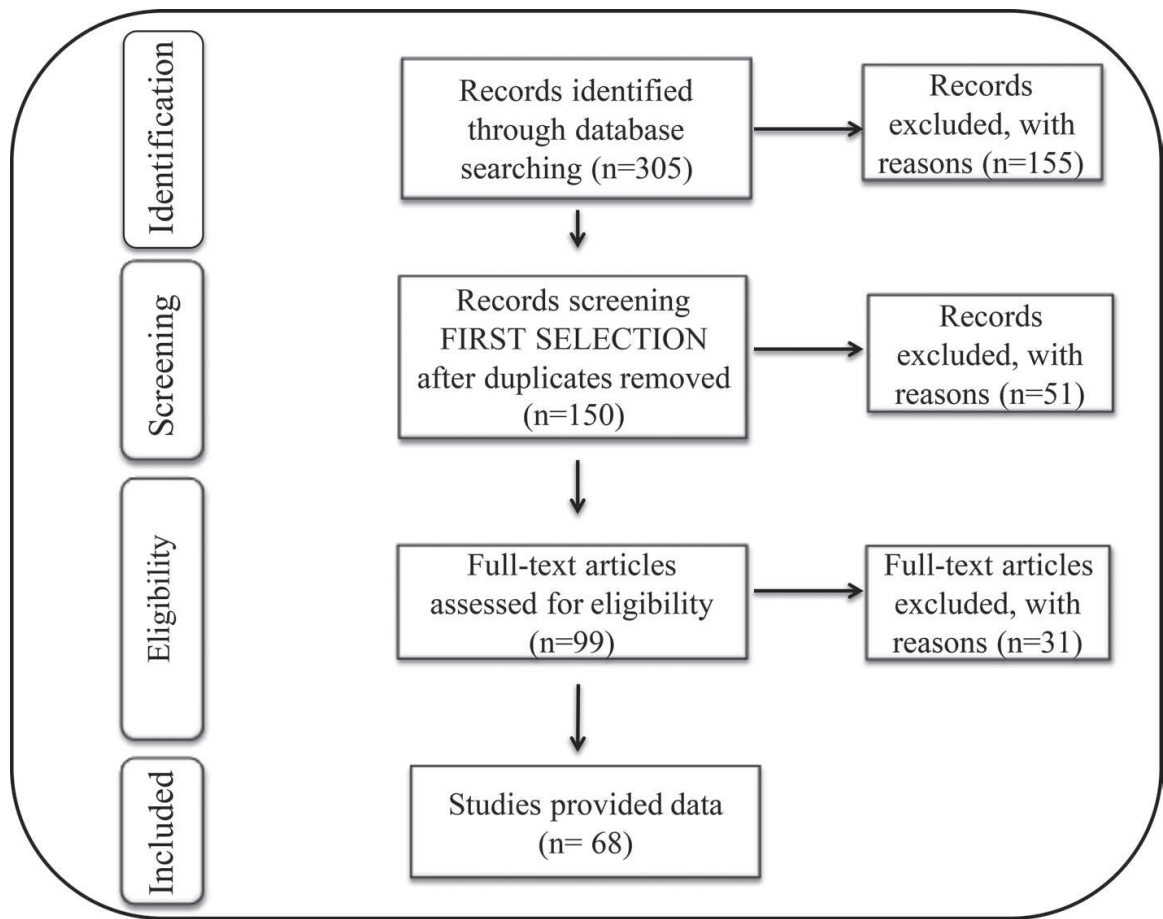 Identification
Records identified
through database
searching (n=305)
Records
excluded, with
reasons (n=155)
Screening
Records screening
FIRST SELECTION
after duplicates removed
(n=150)
Records
excluded, with
reasons (n=51)
Eligibility
Full-text articles
assessed for eligibility
(n=99)
Full-text articles
excluded, with
reasons (n=31)
Included
Studies provided data
(n= 68)